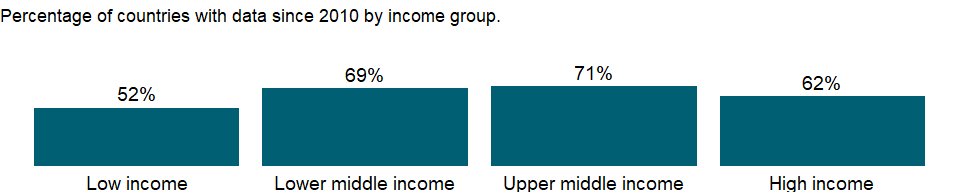 Percentage of countries with data since 2010 by income group.
52%
69%
71%
62%
Low income
Lower middle income
Upper middle income
High income